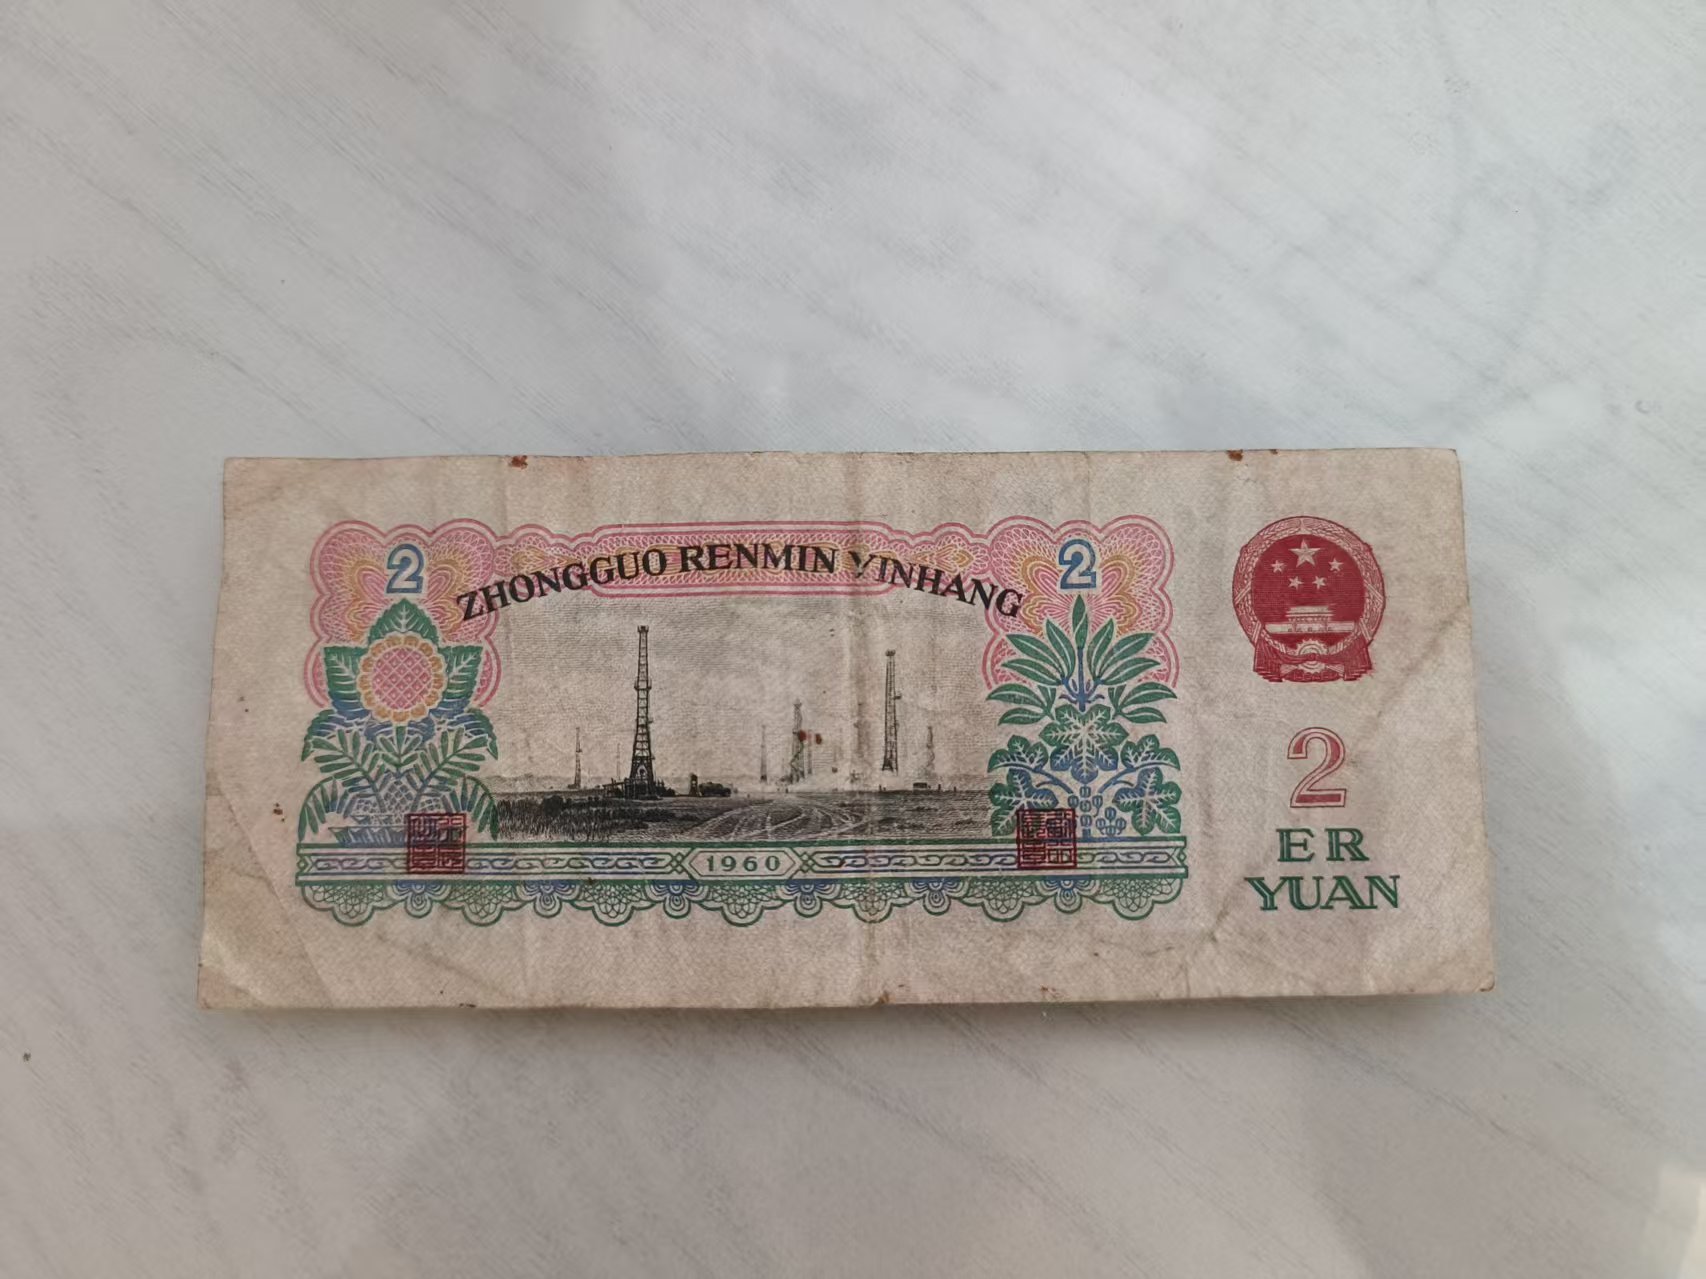 2
2
ZHONGGUO RENMIN YINHANG
1960
2
ER
YUAN